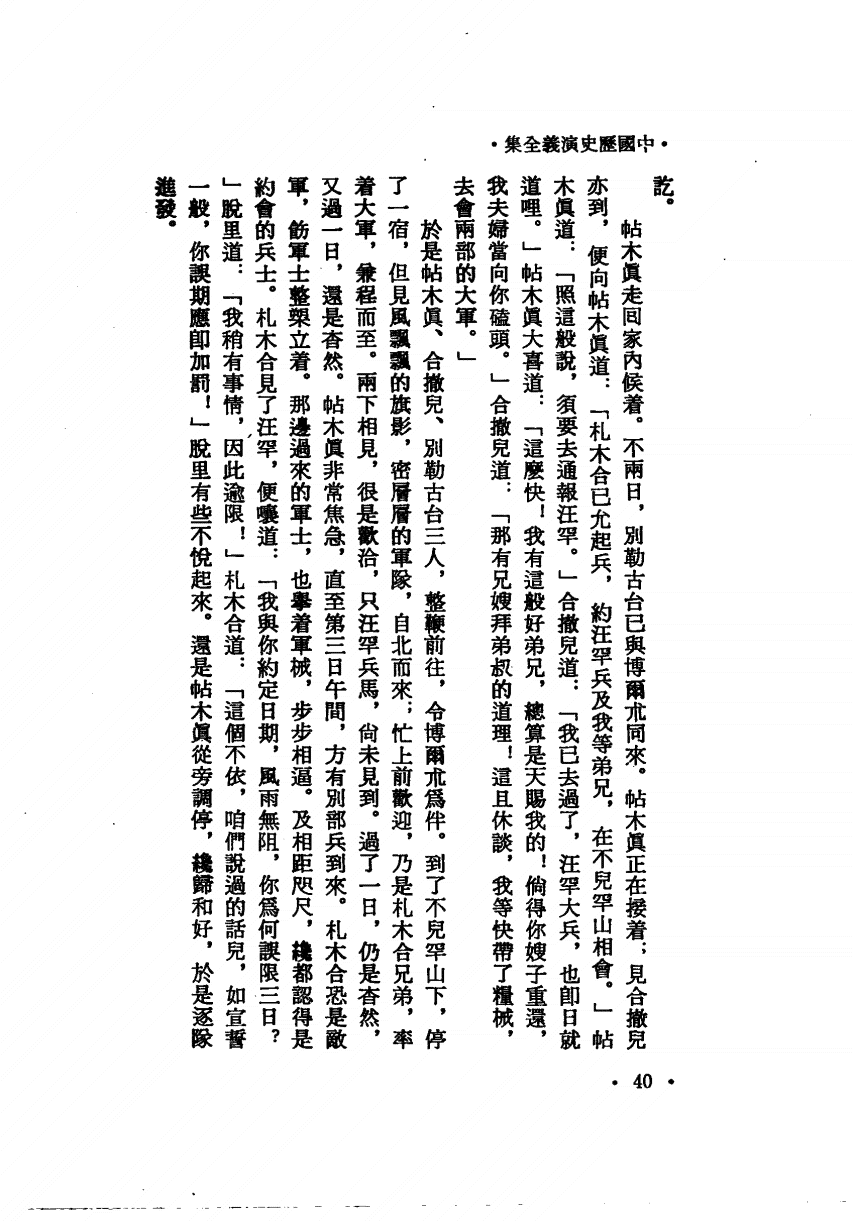 ·中國歷史演義全集·
訖。
帖木眞走回家內候着。不兩日，別勒古台已與博爾朮同來。帖木眞正在接着；見合撤兒
亦到，便向帖木眞道：「札木合已允起兵，約汪罕兵及我等弟兄，在不兒罕山相會。」帖
木眞道：「照這般說，須要去通報汪罕。」合撤兒道：「我已去過了，汪罕大兵，也卽日就
道哩。」帖木眞大喜道：「這麼快！我有這般好弟兄，總算是天賜我的！倘得你嫂子重還，
我夫婦當向你磕頭。」合撤兒道：「那有兄嫂拜弟叔的道理！這且休談，我等快帶了糧械，
去會兩部的大軍。」
於是帖木眞、合撤兒、別勒古台三人，整鞭前往，令博爾朮爲伴。到了不兒罕山下，停
了一宿，但見風飄飄的旗影，密層層的軍隊，自北而來；忙上前歡迎，乃是札木合兄弟，率
着大軍，兼程而至。兩下相見，很是歡洽，只汪罕兵馬，尙未見到。過了一日，仍是杳然，
又過一日，還是杳然。帖木眞非常焦急，直至第三日午間，方有別部兵到來。札木合恐是敵
軍，飭軍士整槊立着。那邊過來的軍士，也擧着軍械，步步相逼。及相距咫尺，纔都認得是
約會的兵士。札木合見了汪罕，便嚷道：「我與你約定日期，風雨無阻，你爲何誤限三日？
」脫里道：「我稍有事情，因此逾限！」札木合道：「這個不依，咱們說過的話兒，如宣誓
一般，你誤期應卽加罰！」脫里有些不悅起來。還是帖木眞從旁調停，纔歸和好，於是逐隊
進發。
· 40 ·